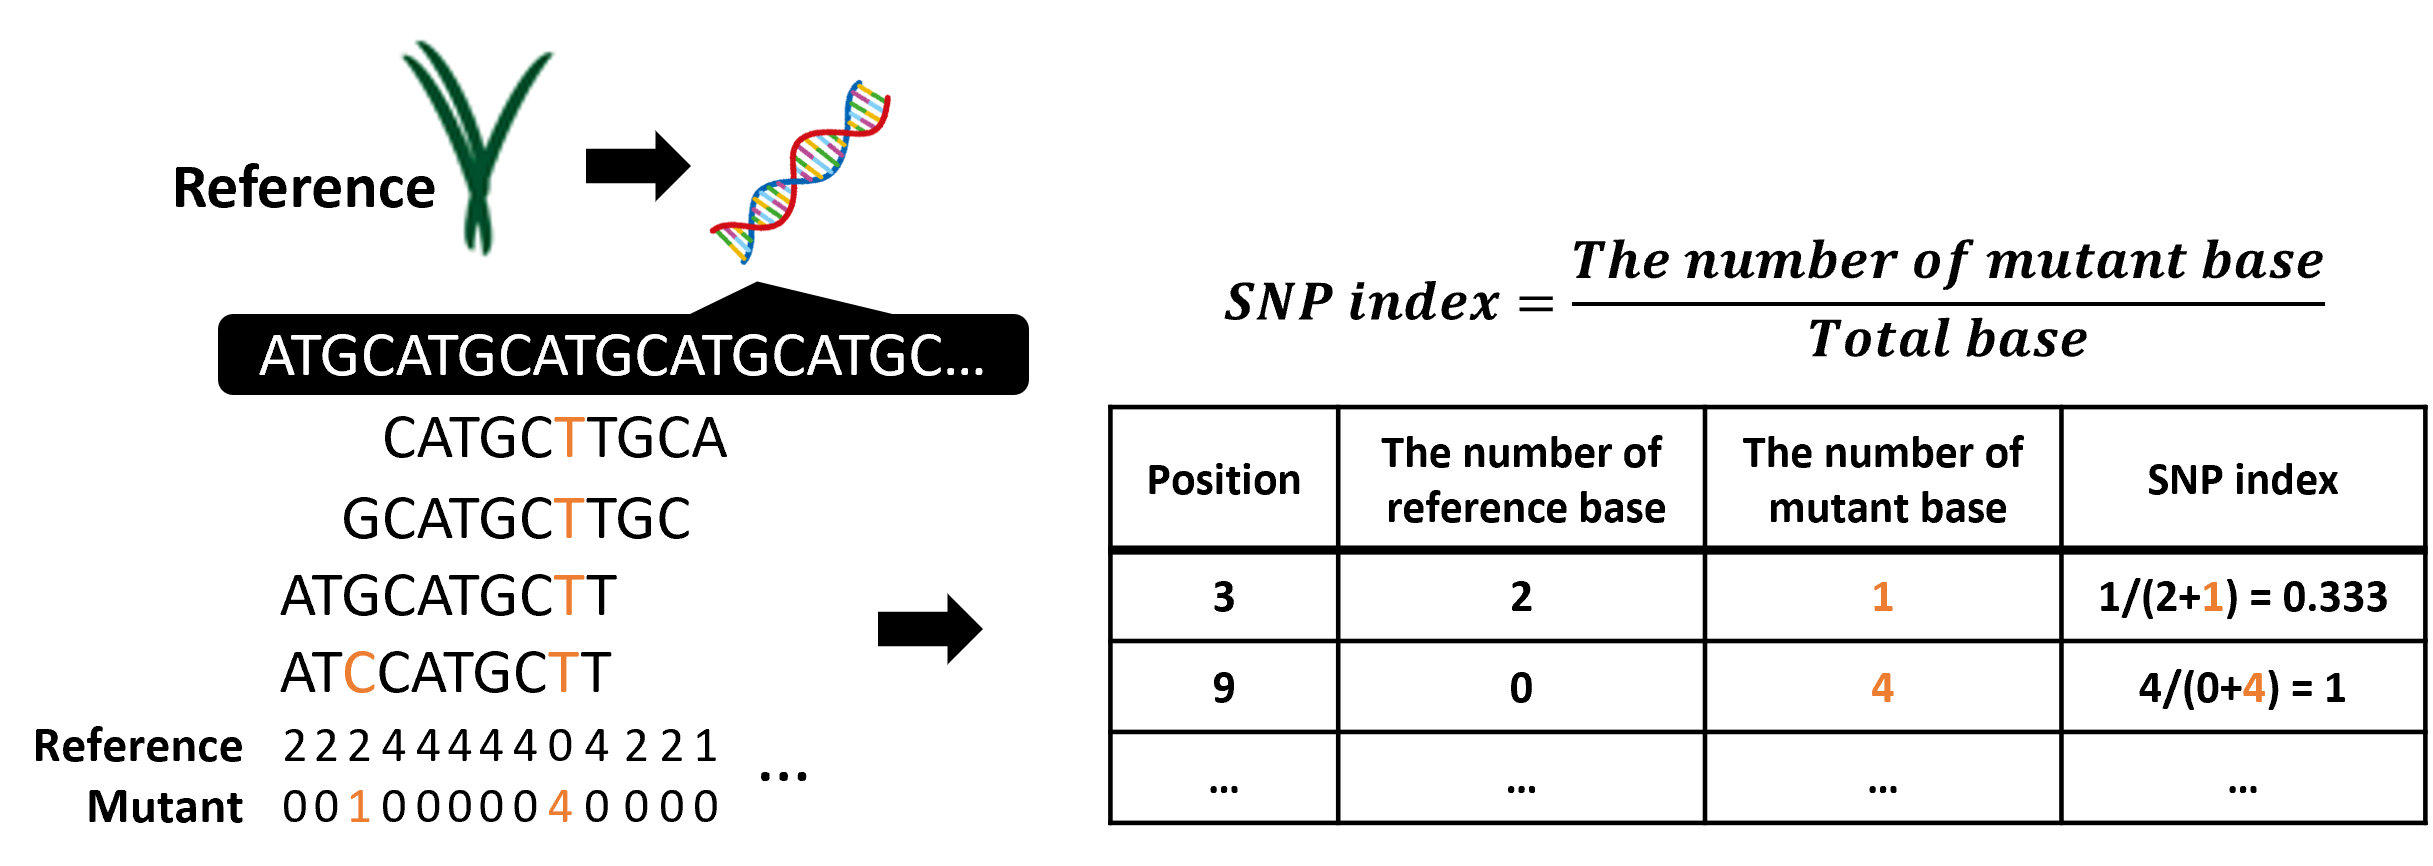 Reference
ATGCATGCATGCATGCATGC...
CATGCTTGCA
GCATGCTTGC
ATGCATGCTT
ATCCATGCTT
Reference 2 2 2 4 4 4 4 4 0 4 2 2 1
Mutant 0 0 1 0 0 0 0 0 4 0 0 0 0
...
SNP index = The number of mutant base
Total base
Position The number of reference base The number of mutant base SNP index
3 2 1 1/(2+1) = 0.333
9 0 4 4/(0+4) = 1
... ... ... ...